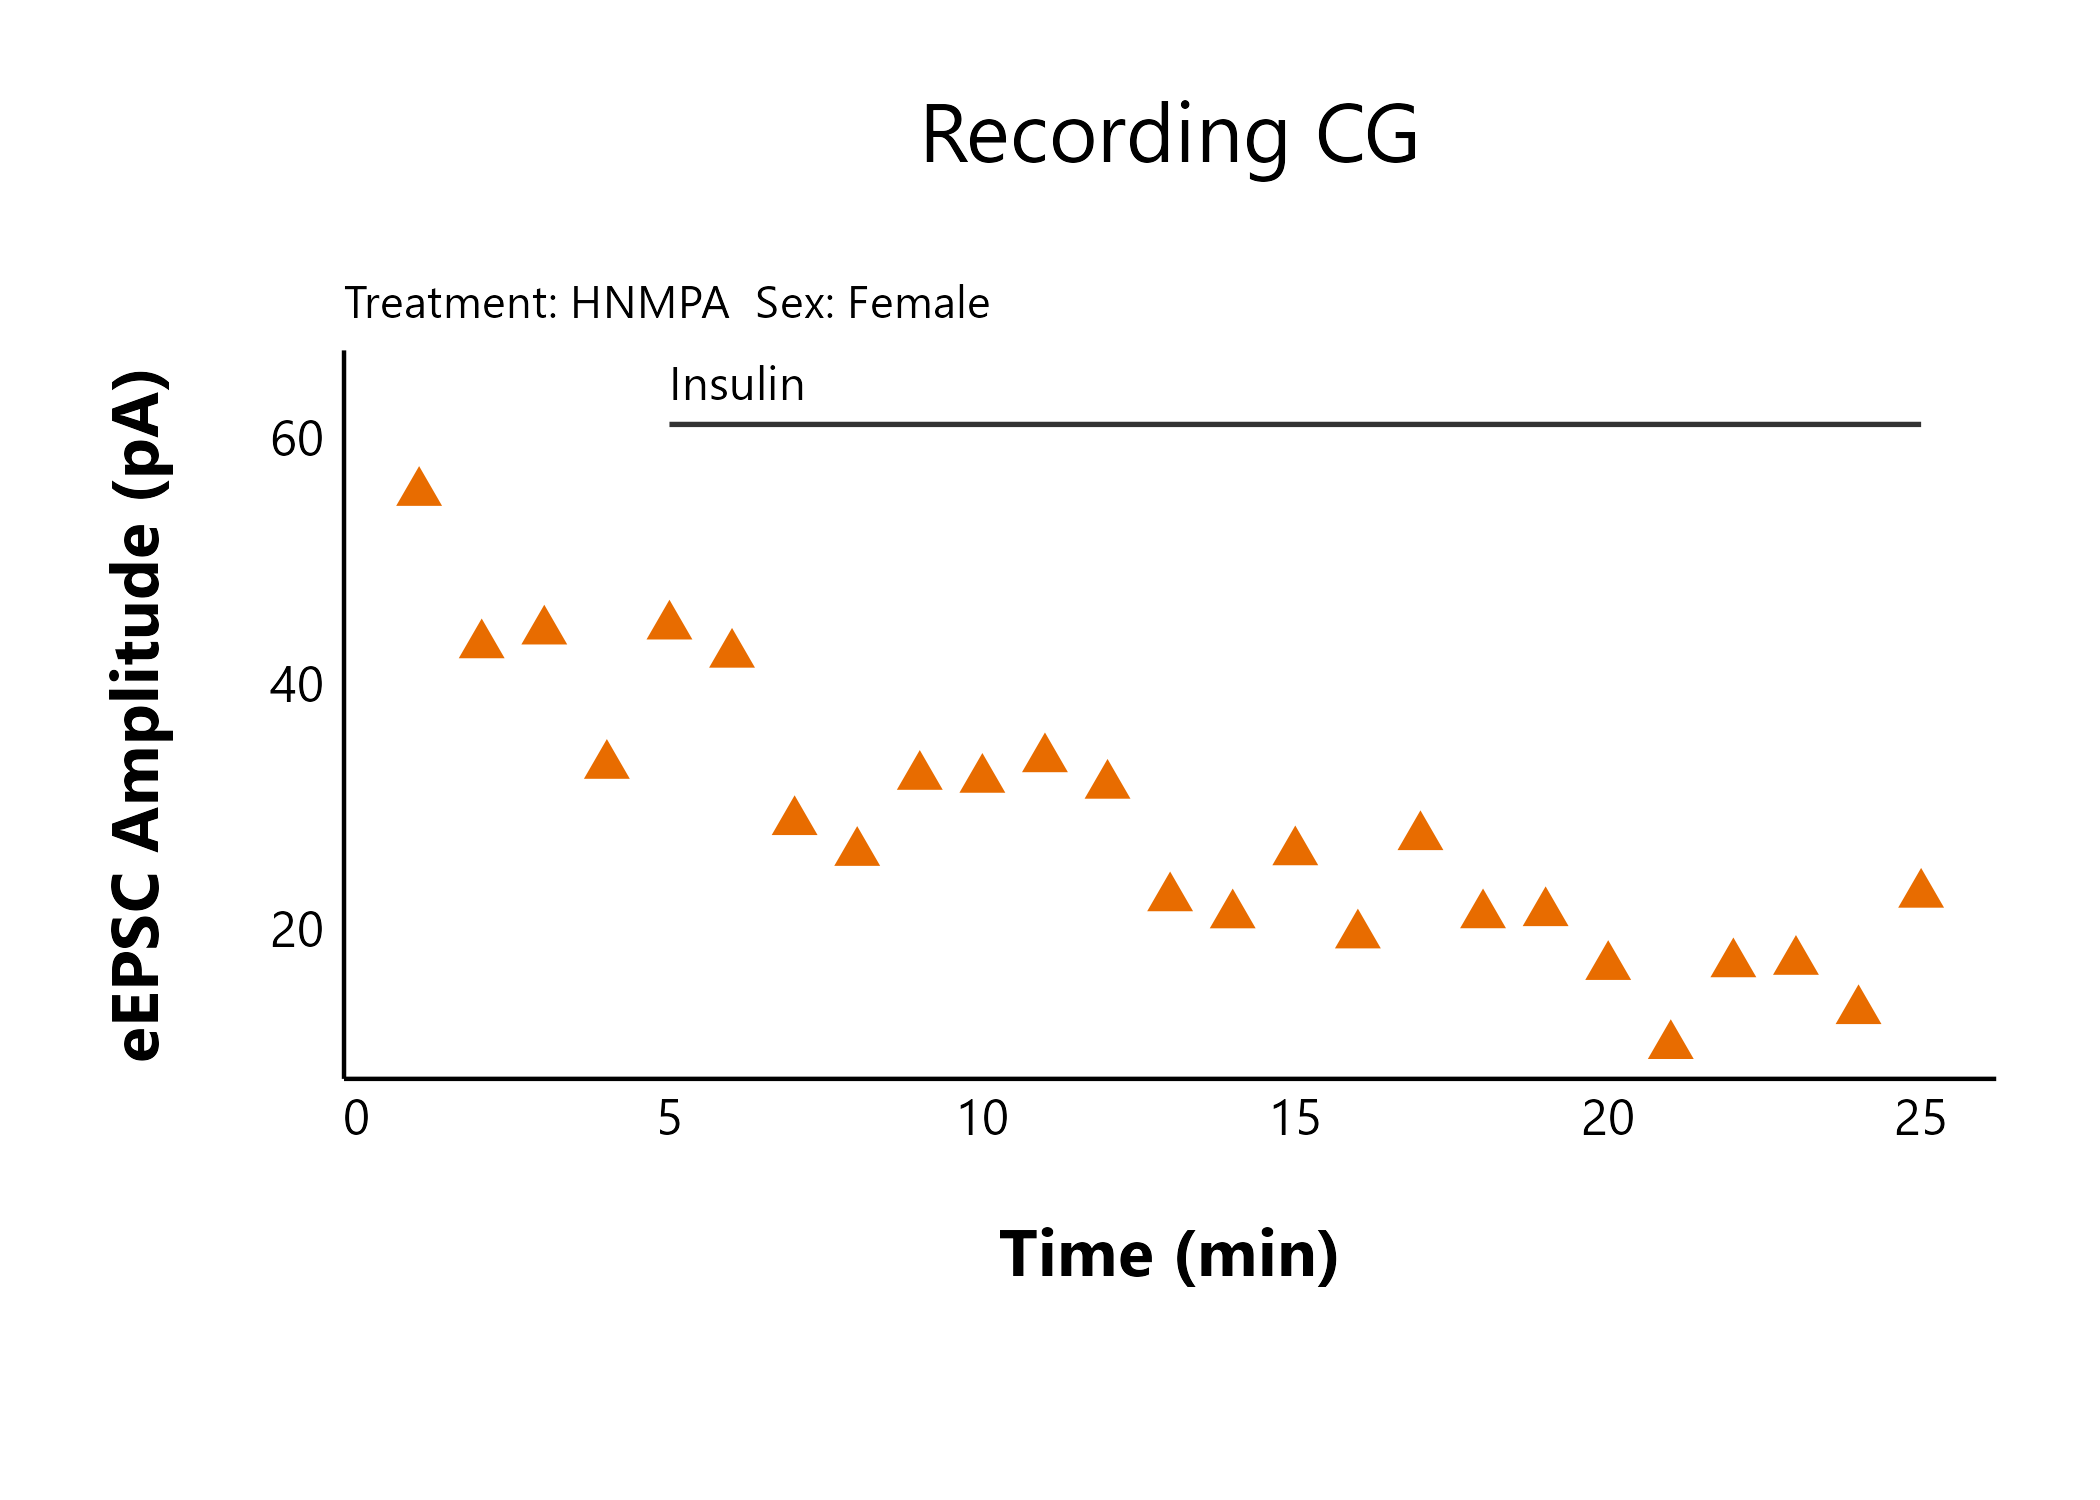 Recording CG
Treatment: HNMPA  Sex: Female
Insulin
eEPSC Amplitude (pA)
60
40
20
0 5 10 15 20 25
Time (min)